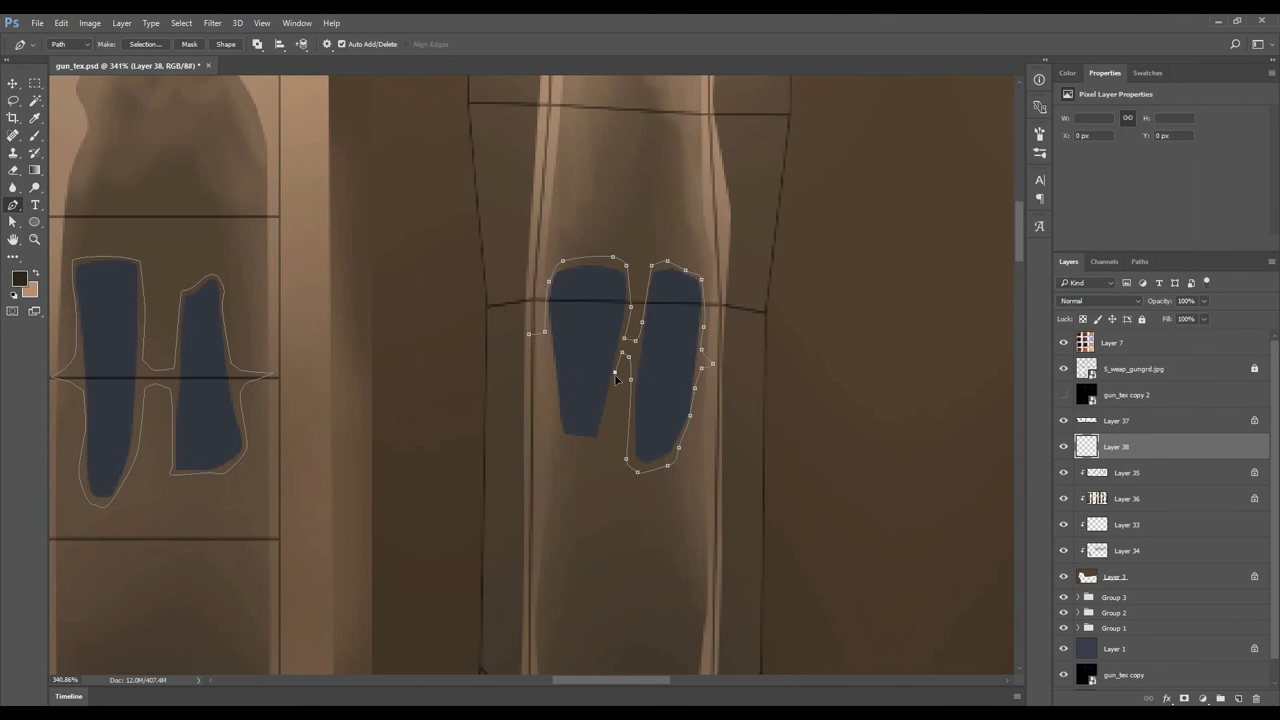 Ps File Edit Image Layer Type Select Filter 3D View Window Help
Path Make: Selection... Mask Shape Auto Add/Delete Align Edges
gun_tex.psd @ 341% (Layer 38, RGB/8#) * ×
Color Properties Swatches
Pixel Layer Properties
W: H:
X: 0 px Y: 0 px
Layers Channels Paths
Kind
Normal Opacity: 100%
Lock: Fill: 100%
Layer 7
S_weap_gungrd.jpg
gun_tex copy 2
Layer 37
Layer 38
Layer 35
Layer 36
Layer 33
Layer 34
Layer 3
Group 3
Group 2
Group 1
Layer 1
gun_tex copy
340.86% Doc: 12.0M/407.4M
Timeline